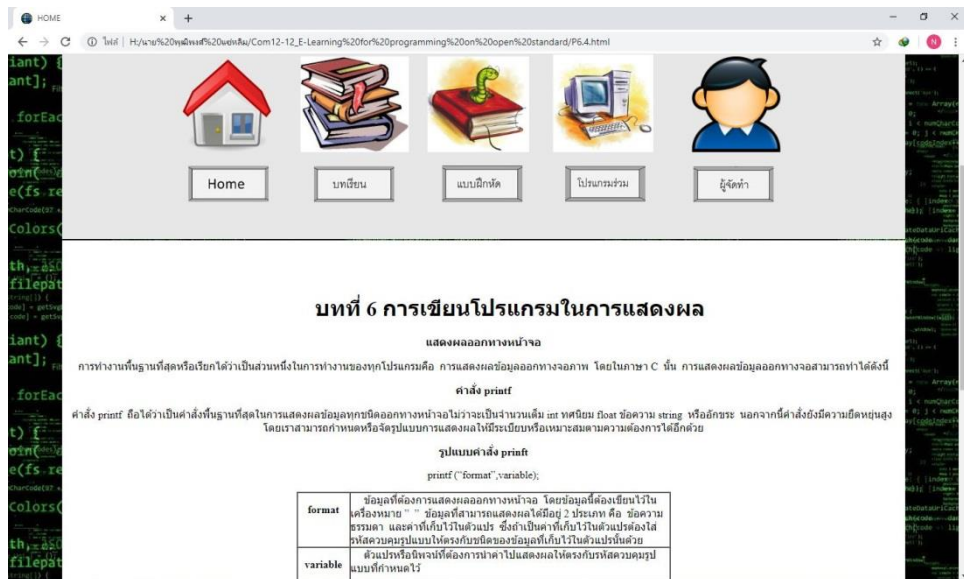 HOME
ไฟล์ | H:/นาย%20พุฒิพงศ์%20แซ่หลิม/Com12-12_E-Learning%20for%20programming%20on%20open%20standard/P6.4.html
N
Home
บทเรียน
แบบฝึกหัด
โปรแกรมร่วม
ผู้จัดทำ
บทที่ 6 การเขียนโปรแกรมในการแสดงผล
แสดงผลออกทางหน้าจอ
การทำงานพื้นฐานที่สุดหรือเรียกได้ว่าเป็นส่วนหนึ่งในการทำงานของทุกโปรแกรมคือ การแสดงผลข้อมูลออกทางจอภาพ โดยในภาษา C นั้น การแสดงผลข้อมูลออกทางจอสามารถทำได้ดังนี้
คำสั่ง printf
คำสั่ง printf ถือได้ว่าเป็นคำสั่งพื้นฐานที่สุดในการแสดงผลข้อมูลทุกชนิดออกทางหน้าจอไม่ว่าจะเป็นจำนวนเต็ม int ทศนิยม float ข้อความ string หรืออักขระ นอกจากนี้คำสั่งยังมีความยืดหยุ่นสูง
โดยเราสามารถกำหนดหรือจัดรูปแบบการแสดงผลให้มีระเบียบหรือเหมาะสมตามความต้องการได้อีกด้วย
รูปแบบคำสั่ง prinft
printf ("format",variable);
format
ข้อมูลที่ต้องการแสดงผลออกทางหน้าจอ โดยข้อมูลนี้ต้องเขียนไว้ใน
เครื่องหมาย " " ข้อมูลที่สามารถแสดงผลได้มีอยู่ 2 ประเภท คือ ข้อความ
ธรรมดา และค่าที่เก็บไว้ในตัวแปร ซึ่งถ้าเป็นค่าที่เก็บไว้ในตัวแปรต้องใส่
รหัสควบคุมรูปแบบให้ตรงกับชนิดของข้อมูลที่เก็บไว้ในตัวแปรนั้นด้วย
variable
ตัวแปรหรือนิพจน์ที่ต้องการนำค่าไปแสดงผลให้ตรงกับรหัสควบคุมรูป
แบบที่กำหนดไว้